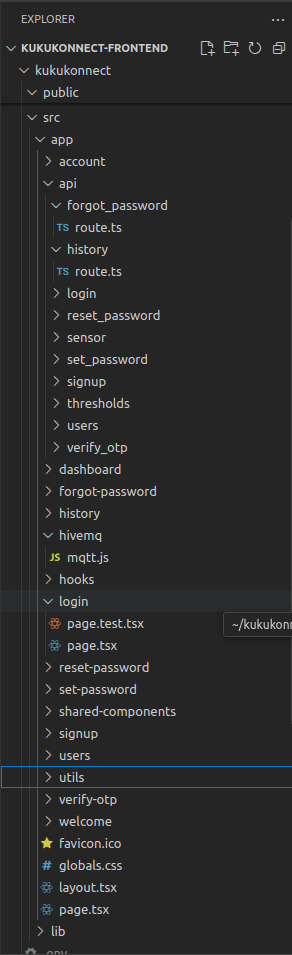 EXPLORER
KUKUKONNECT-FRONTEND
kukukonnect
public
src
app
account
api
forgot_password
TS route.ts
history
TS route.ts
login
reset_password
sensor
set_password
signup
thresholds
users
verify_otp
dashboard
forgot-password
history
hivemq
JS mqtt.js
hooks
login
page.test.tsx
~/kukukonn
page.tsx
reset-password
set-password
shared-components
signup
users
utils
verify-otp
welcome
favicon.ico
# globals.css
layout.tsx
page.tsx
lib
.env